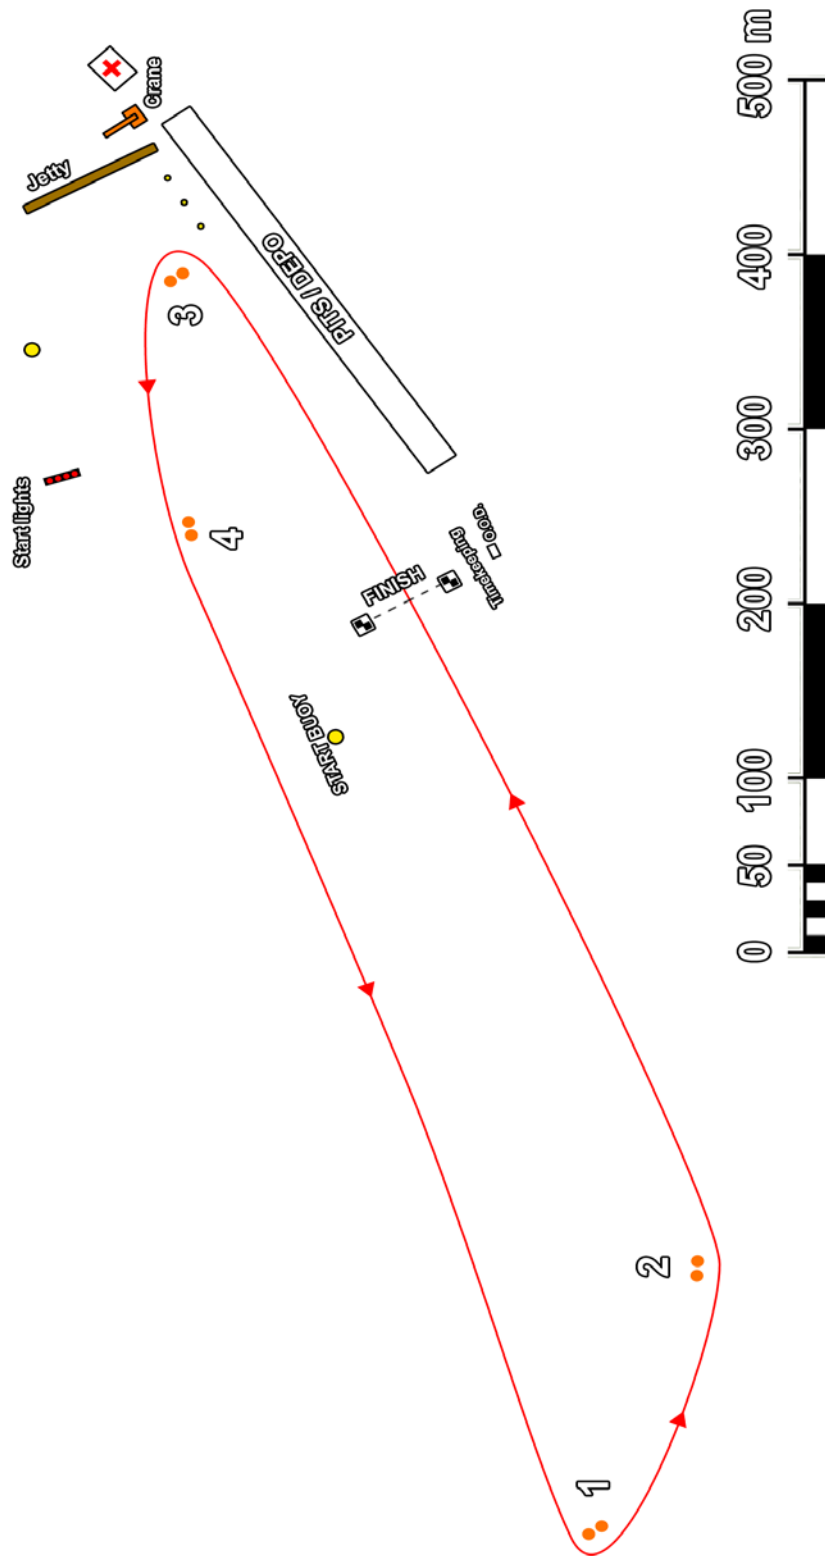 Crane
Jetty
PITS / DEPO
3
Start lights
4
O.O.D.
Timekeeping
FINISH
START BUOY
2
1
0 50 100 200 300 400 500 m